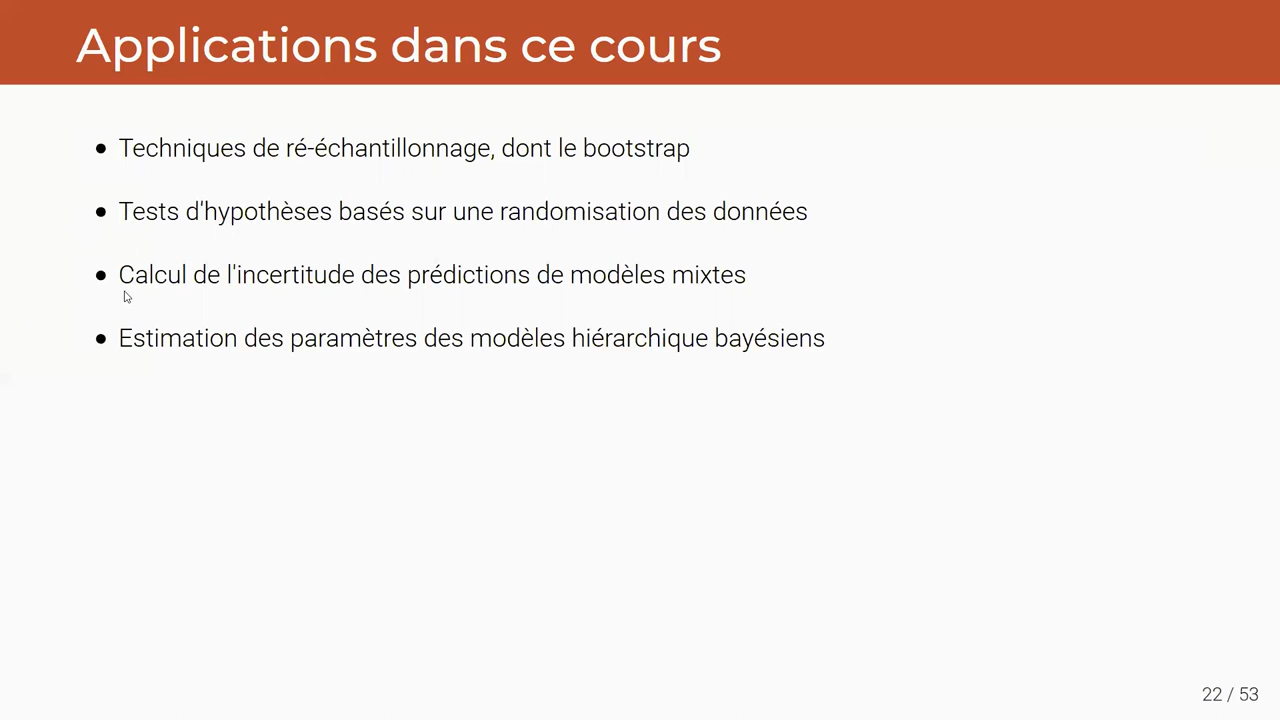 Applications dans ce cours
• Techniques de ré-échantillonnage, dont le bootstrap
• Tests d'hypothèses basés sur une randomisation des données
• Calcul de l'incertitude des prédictions de modèles mixtes
• Estimation des paramètres des modèles hiérarchique bayésiens
22 / 53